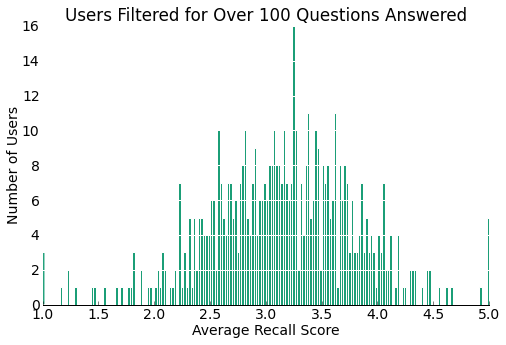 Users Filtered for Over 100 Questions Answered
16
14
12
10
8
6
4
2
0
Number of Users
1.0 1.5 2.0 2.5 3.0 3.5 4.0 4.5 5.0
Average Recall Score